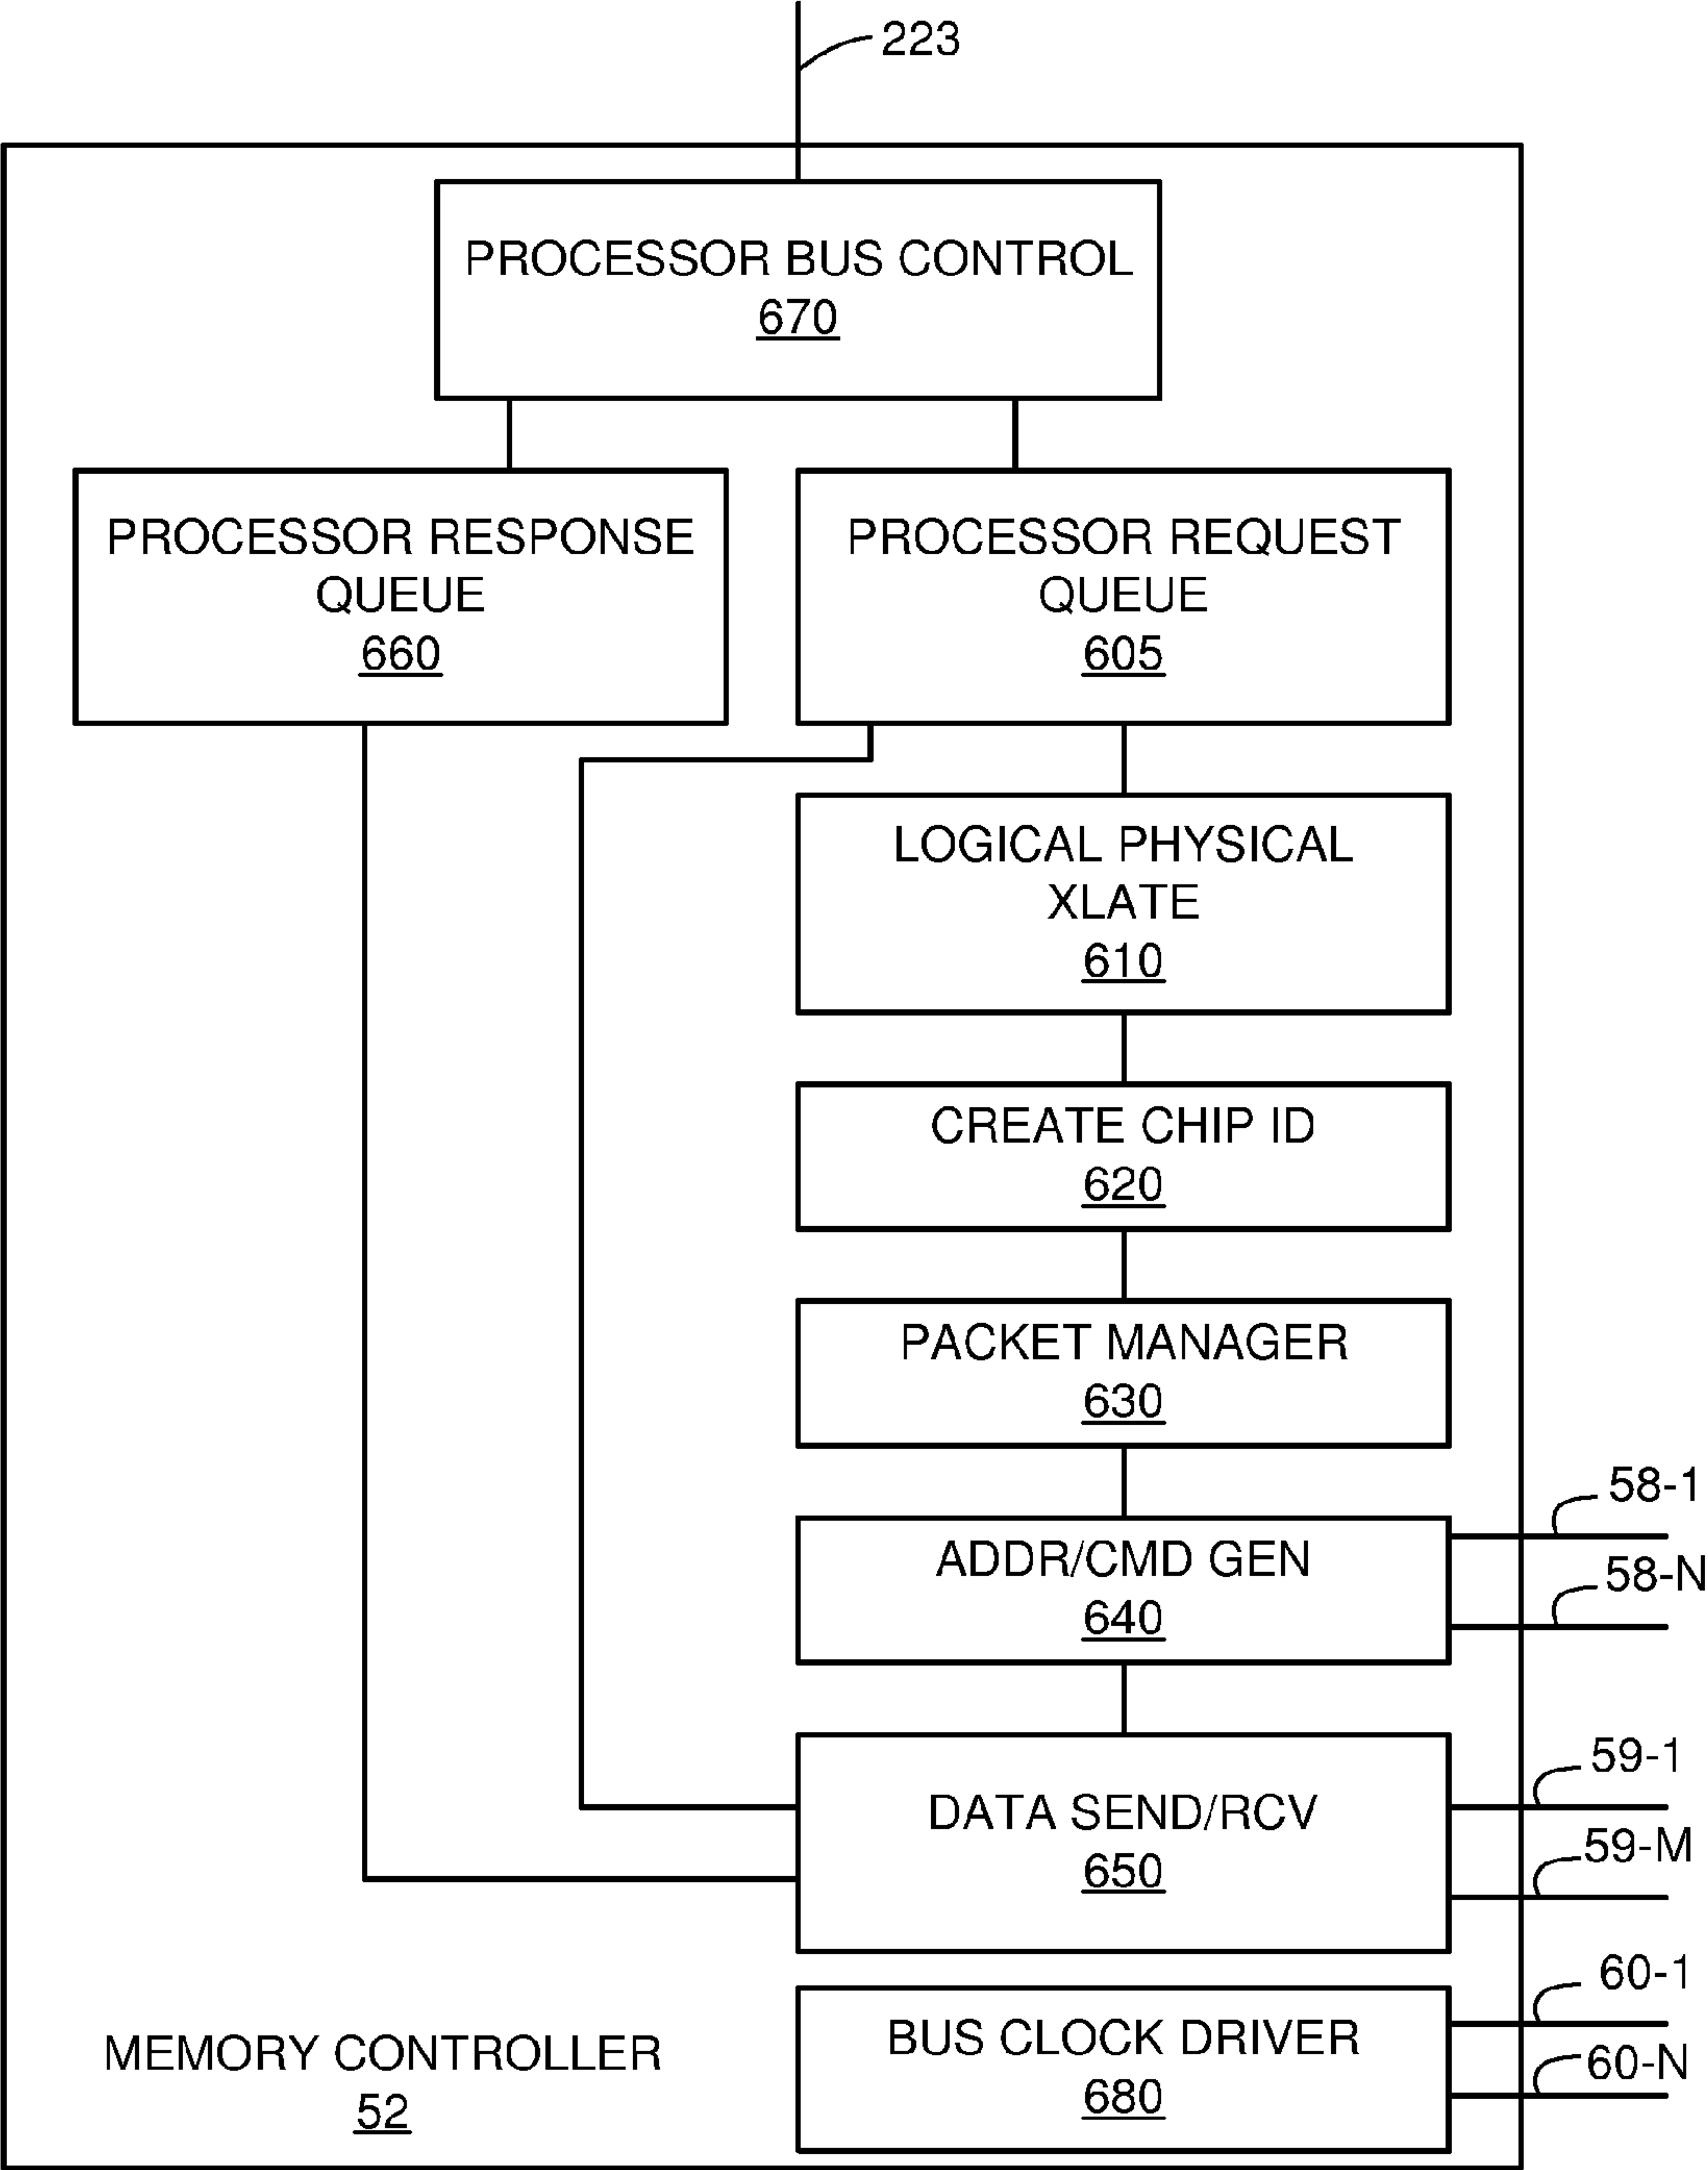 223
PROCESSOR BUS CONTROL
670
PROCESSOR RESPONSE
QUEUE
660
PROCESSOR REQUEST
QUEUE
605
LOGICAL PHYSICAL
XLATE
610
CREATE CHIP ID
620
PACKET MANAGER
630
58-1
ADDR/CMD GEN
640
58-N
59-1
DATA SEND/RCV
650
59-M
60-1
BUS CLOCK DRIVER
680
60-N
MEMORY CONTROLLER
52